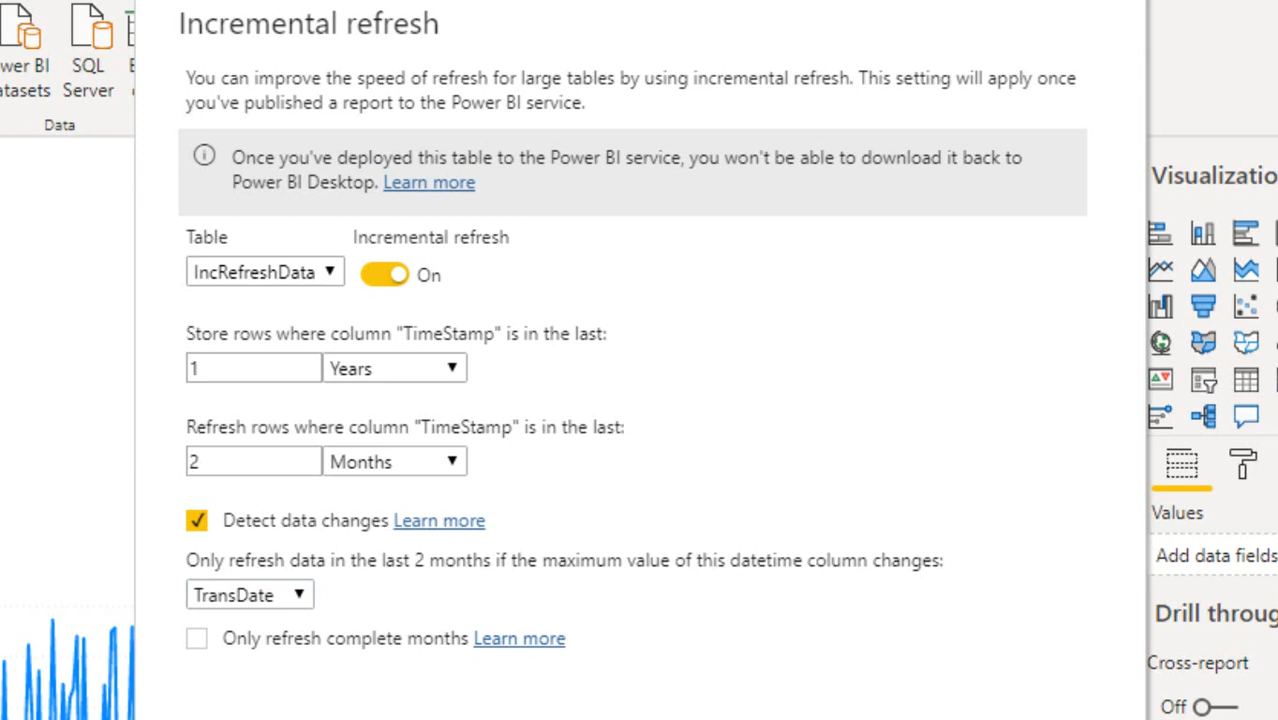 Incremental refresh
You can improve the speed of refresh for large tables by using incremental refresh. This setting will apply once
you've published a report to the Power BI service.
Once you've deployed this table to the Power BI service, you won't be able to download it back to
Power BI Desktop. Learn more
Table Incremental refresh
IncRefreshData On
Store rows where column "TimeStamp" is in the last:
1 Years
Refresh rows where column "TimeStamp" is in the last:
2 Months
Detect data changes Learn more
Only refresh data in the last 2 months if the maximum value of this datetime column changes:
TransDate
Only refresh complete months Learn more
wer BI SQL
atasets Server
Data
Visualizatio
Values
Add data fields
Drill throug
Cross-report
Off